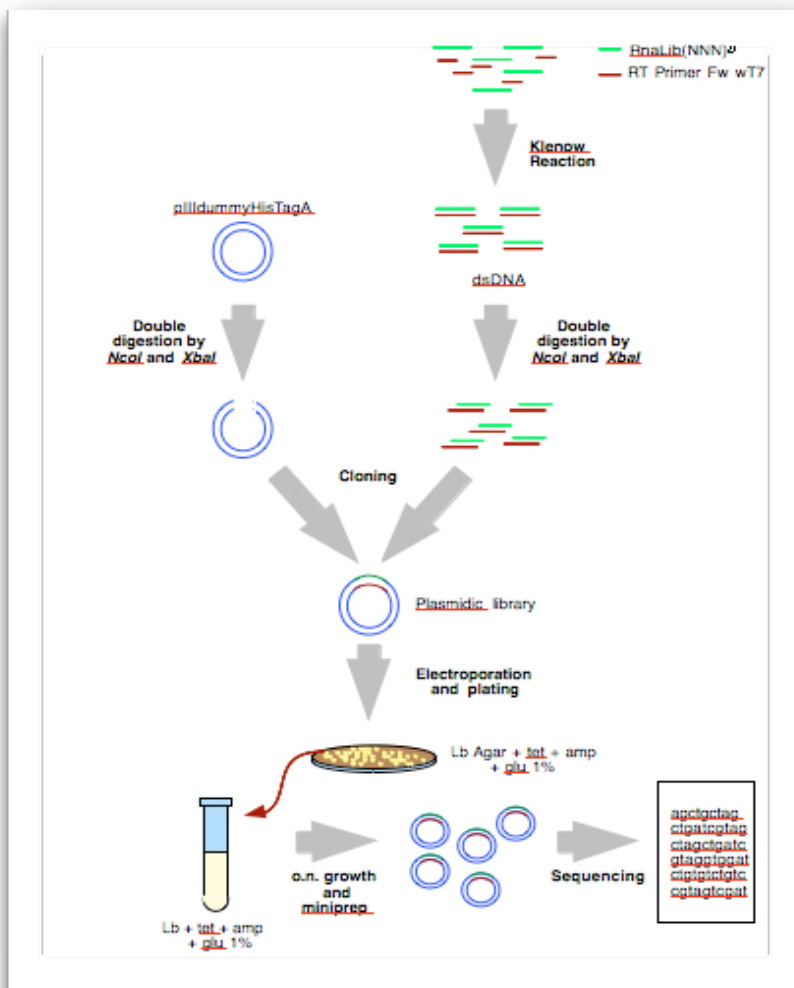 RnaLib(NNN)
RT Primer Fw wT7
Klenow
Reaction
pIIIdummyHisTagA
dsDNA
Double
digestion by
NcoI and XbaI
Double
digestion by
NcoI and XbaI
Cloning
Plasmidic library
Electroporation
and plating
Lb Agar + tet + amp
+ glu 1%
agctgctag
ctgatcgtag
ctagctgatc
gtaggtggat
ctgtgtctgtc
cgtagtcgat
o.n. growth
and
miniprep
Sequencing
Lb + tet + amp
+ glu 1%